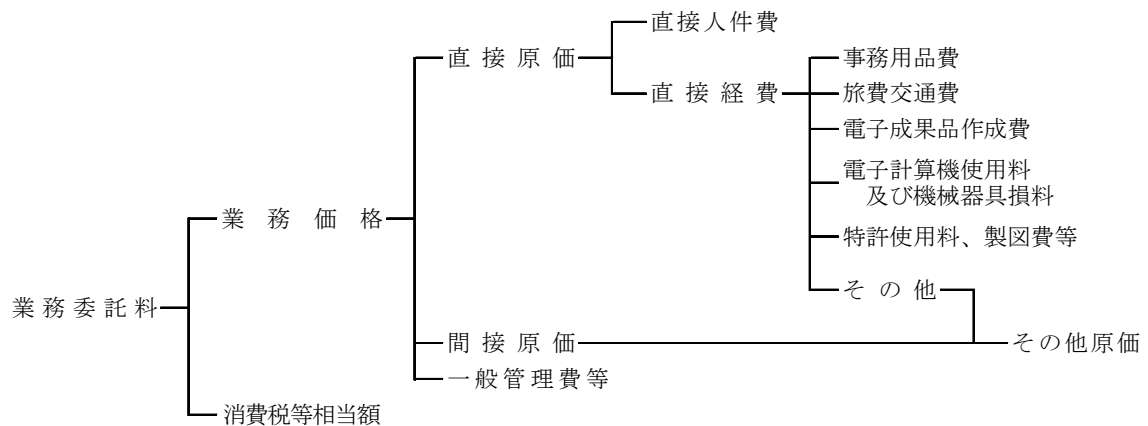 直接人件費
直接原価
事務用品費
直接経費
旅費交通費
電子成果品作成費
電子計算機使用料
及び機械器具損料
業務価格
特許使用料、製図費等
その他
業務委託料
間接原価
その他原価
一般管理費等
消費税等相当額